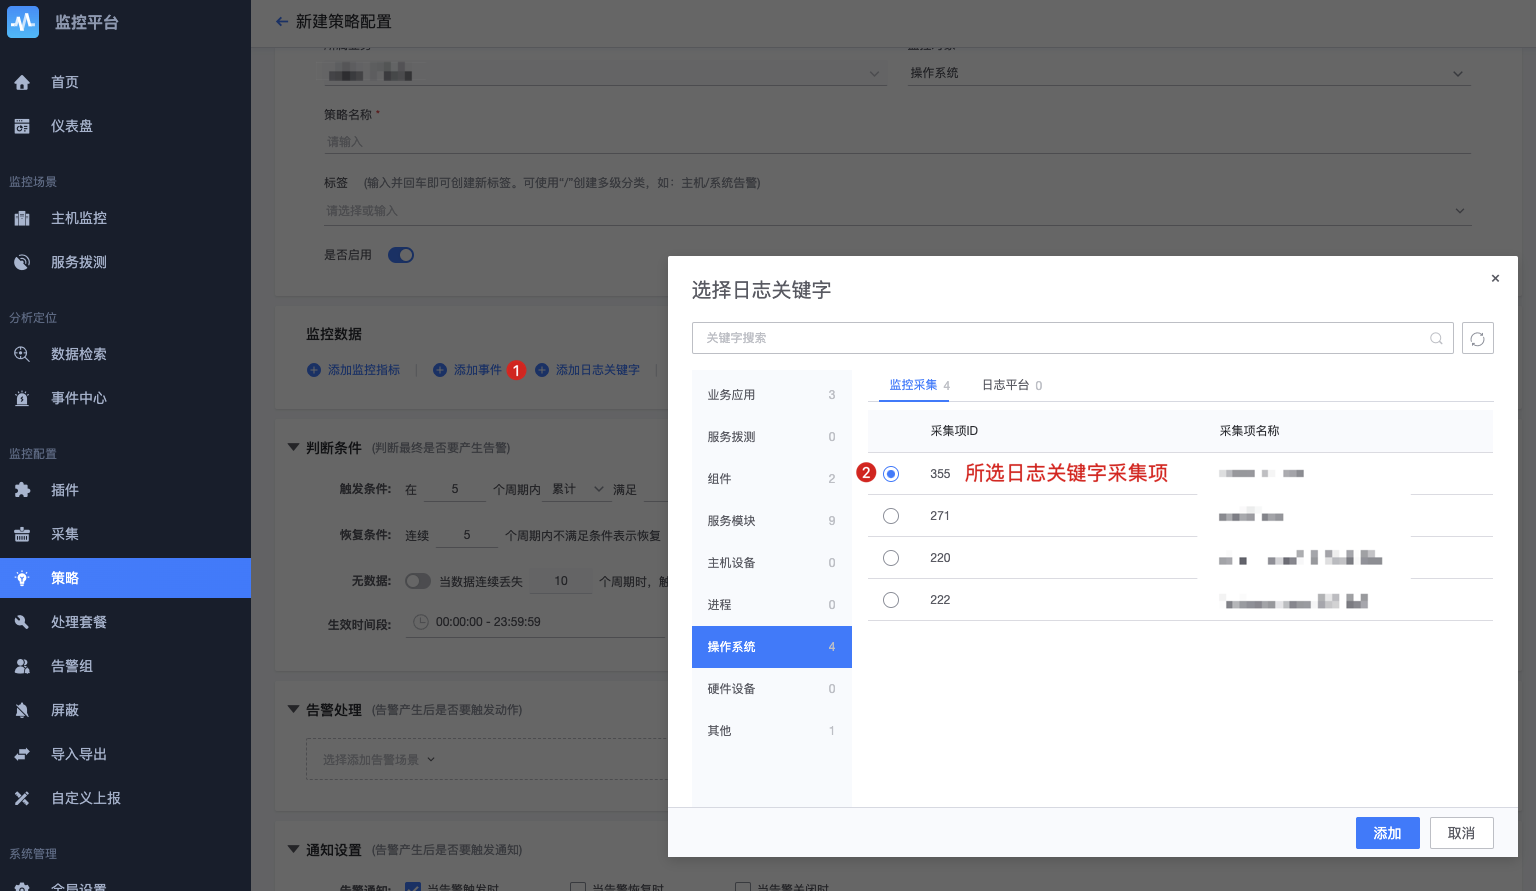 监控平台
新建策略配置
首页
仪表盘
监控场景
主机监控
服务拨测
分析定位
数据检索
事件中心
监控配置
插件
采集
策略
处理套餐
告警组
屏蔽
导入导出
自定义上报
系统管理
全局设置
操作系统
策略名称 *
请输入
标签 (输入并回车即可创建新标签。可使用“/”创建多级分类，如：主机/系统告警)
请选择或输入
是否启用
监控数据
添加监控指标 添加事件 1 添加日志关键字
判断条件 (判断最终是否要产生告警)
触发条件: 在 5 个周期内 累计 满足
恢复条件: 连续 5 个周期内不满足条件表示恢复
无数据: 当数据连续丢失 10 个周期时，触
生效时间段: 00:00:00 - 23:59:59
告警处理 (告警产生后是否要触发动作)
选择添加告警场景
通知设置 (告警产生后是否要触发通知)
告警通知: 当告警触发时 当告警恢复时 当告警关闭时
选择日志关键字
×
关键字搜索
业务应用 3
服务拨测 0
组件 2
服务模块 9
主机设备 0
进程 0
操作系统 4
硬件设备 0
其他 1
监控采集 4 日志平台 0
采集项ID 采集项名称
2 355 所选日志关键字采集项
271
220
222
添加 取消